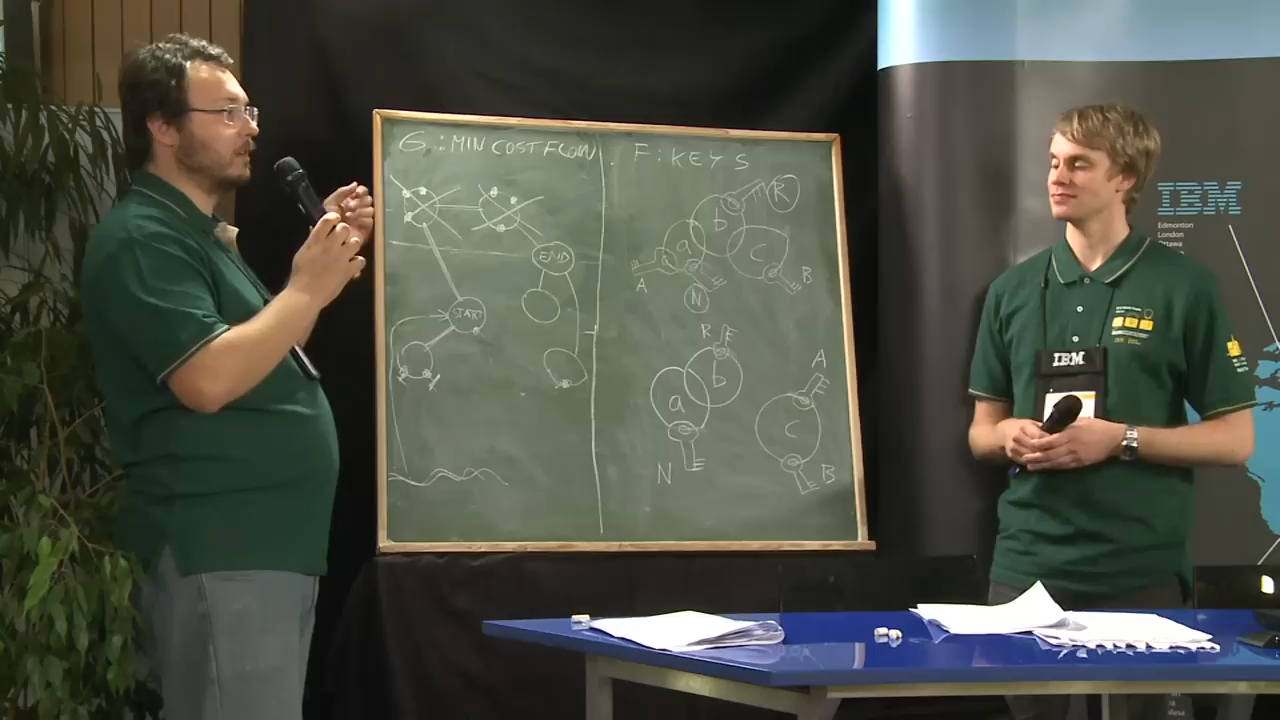 G : MIN COST FLOW
F : KEYS
START
END
R
b
a
c
A
N
B
R
b
a
N
A
c
B
IBM
Edmonton
London
Ottawa
IBM